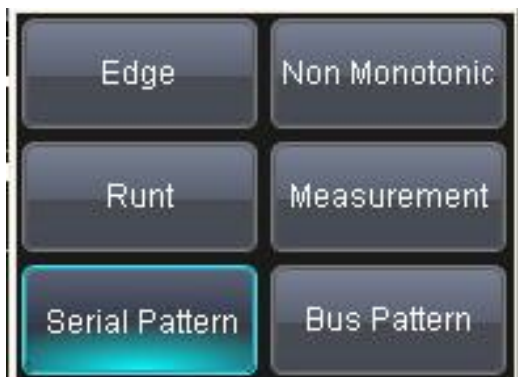 Edge
Non Monotonic
Runt
Measurement
Serial Pattern
Bus Pattern